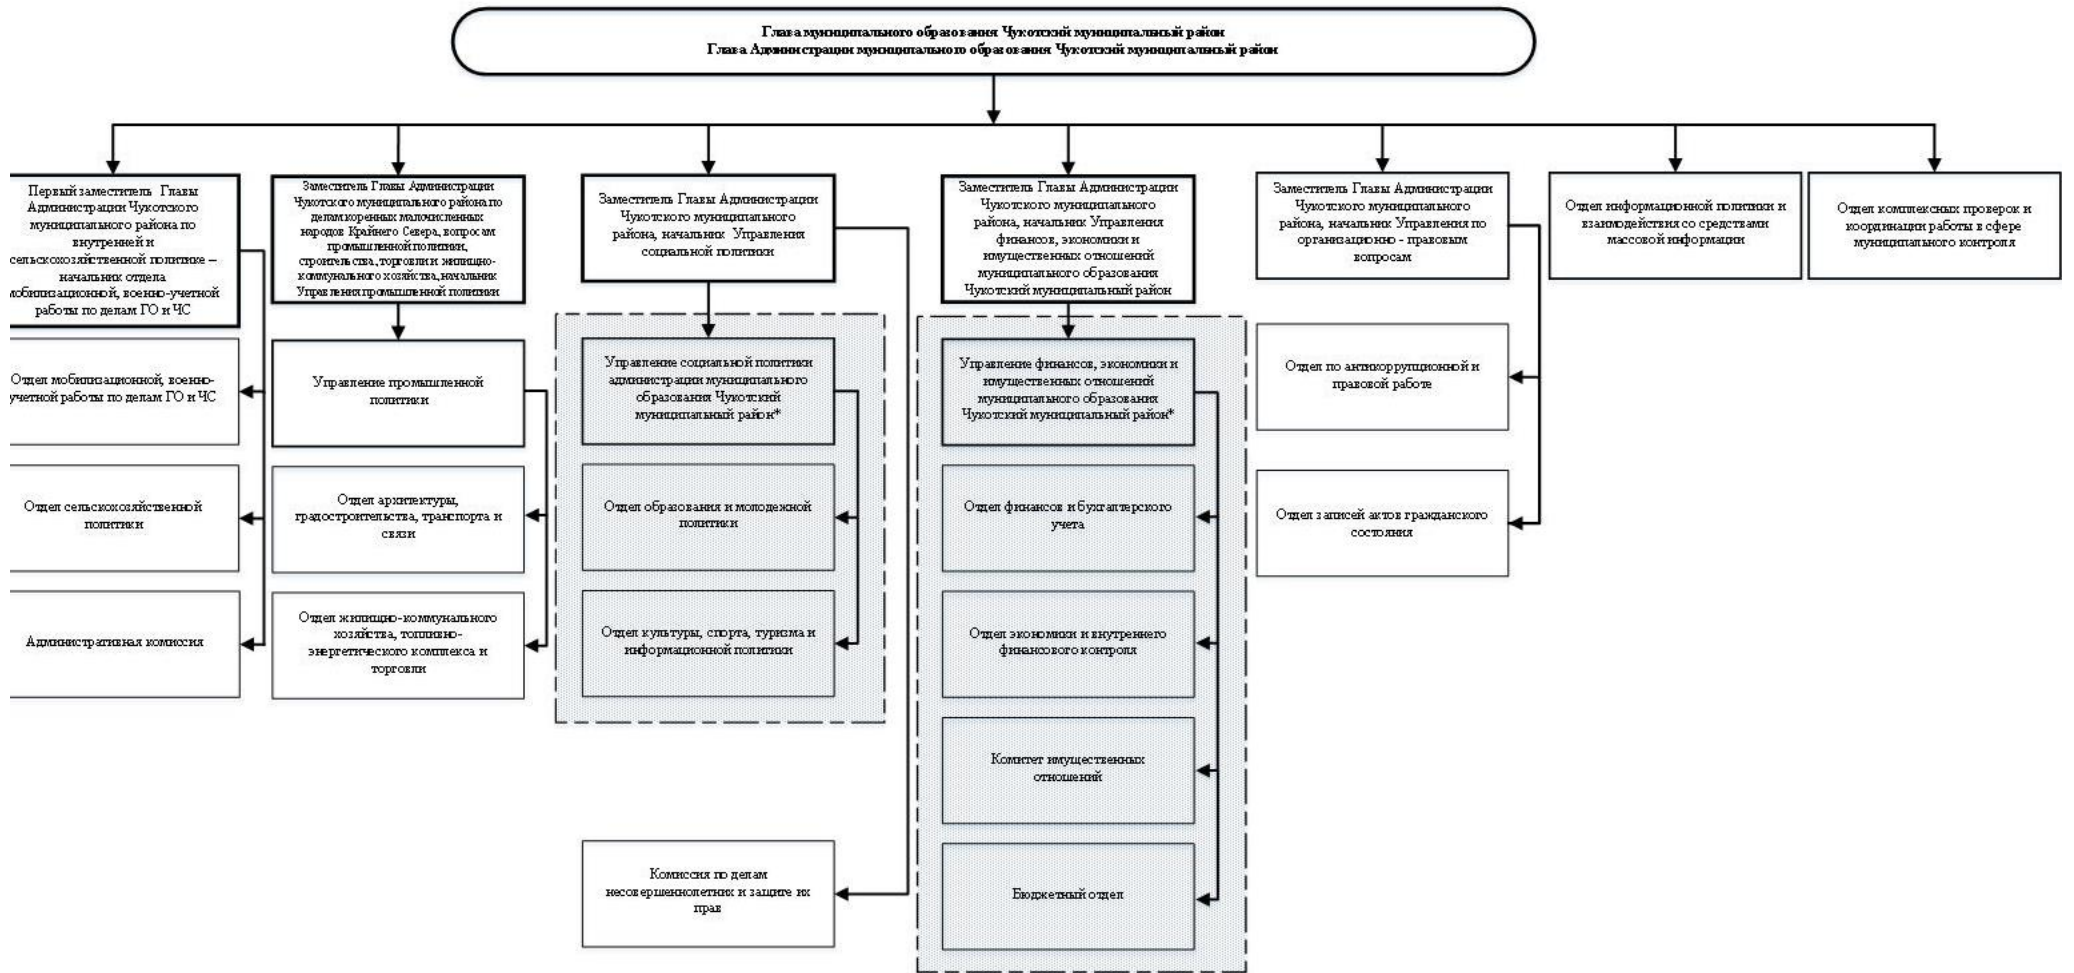 Глава муниципального образования Чукотский муниципальный район
Глава Администрации муниципального образования Чукотский муниципальный район
Первый заместитель Главы
Администрации Чукотского
муниципального района по
внутренней и
сельскохозяйственной политике –
начальник отдела
мобилизационной, военно-учетной
работы по делам ГО и ЧС
Заместитель Главы Администрации
Чукотского муниципального района по
делам коренных малочисленных
народов Крайнего Севера, вопросам
промышленной политики,
строительства, торговли и жилищно-
коммунального хозяйства, начальник
Управления промышленной политики
Заместитель Главы Администрации
Чукотского муниципального
района, начальник Управления
социальной политики
Заместитель Главы Администрации
Чукотского муниципального
района, начальник Управления
финансов, экономики и
имущественных отношений
муниципального образования
Чукотский муниципальный район
Заместитель Главы Администрации
Чукотского муниципального
района, начальник Управления по
организационно - правовым
вопросам
Отдел информационной политики и
взаимодействия со средствами
массовой информации
Отдел комплексных проверок и
координации работы в сфере
муниципального контроля
Отдел мобилизационной, военно-
учетной работы по делам ГО и ЧС
Управление промышленной
политики
Управление социальной политики
администрации муниципального
образования Чукотский
муниципальный район*
Управление финансов, экономики и
имущественных отношений
муниципального образования
Чукотский муниципальный район*
Отдел по антикоррупционной и
правовой работе
Отдел сельскохозяйственной
политики
Отдел архитектуры,
градостроительства, транспорта и
связи
Отдел образования и молодежной
политики
Отдел финансов и бухгалтерского
учета
Отдел записей актов гражданского
состояния
Административная комиссия
Отдел жилищно-коммунального
хозяйства, топливно-
энергетического комплекса и
торговли
Отдел культуры, спорта, туризма и
информационной политики
Отдел экономики и внутреннего
финансового контроля
Комитет имущественных
отношений
Комиссия по делам
несовершеннолетних и защите их
прав
Бюджетный отдел